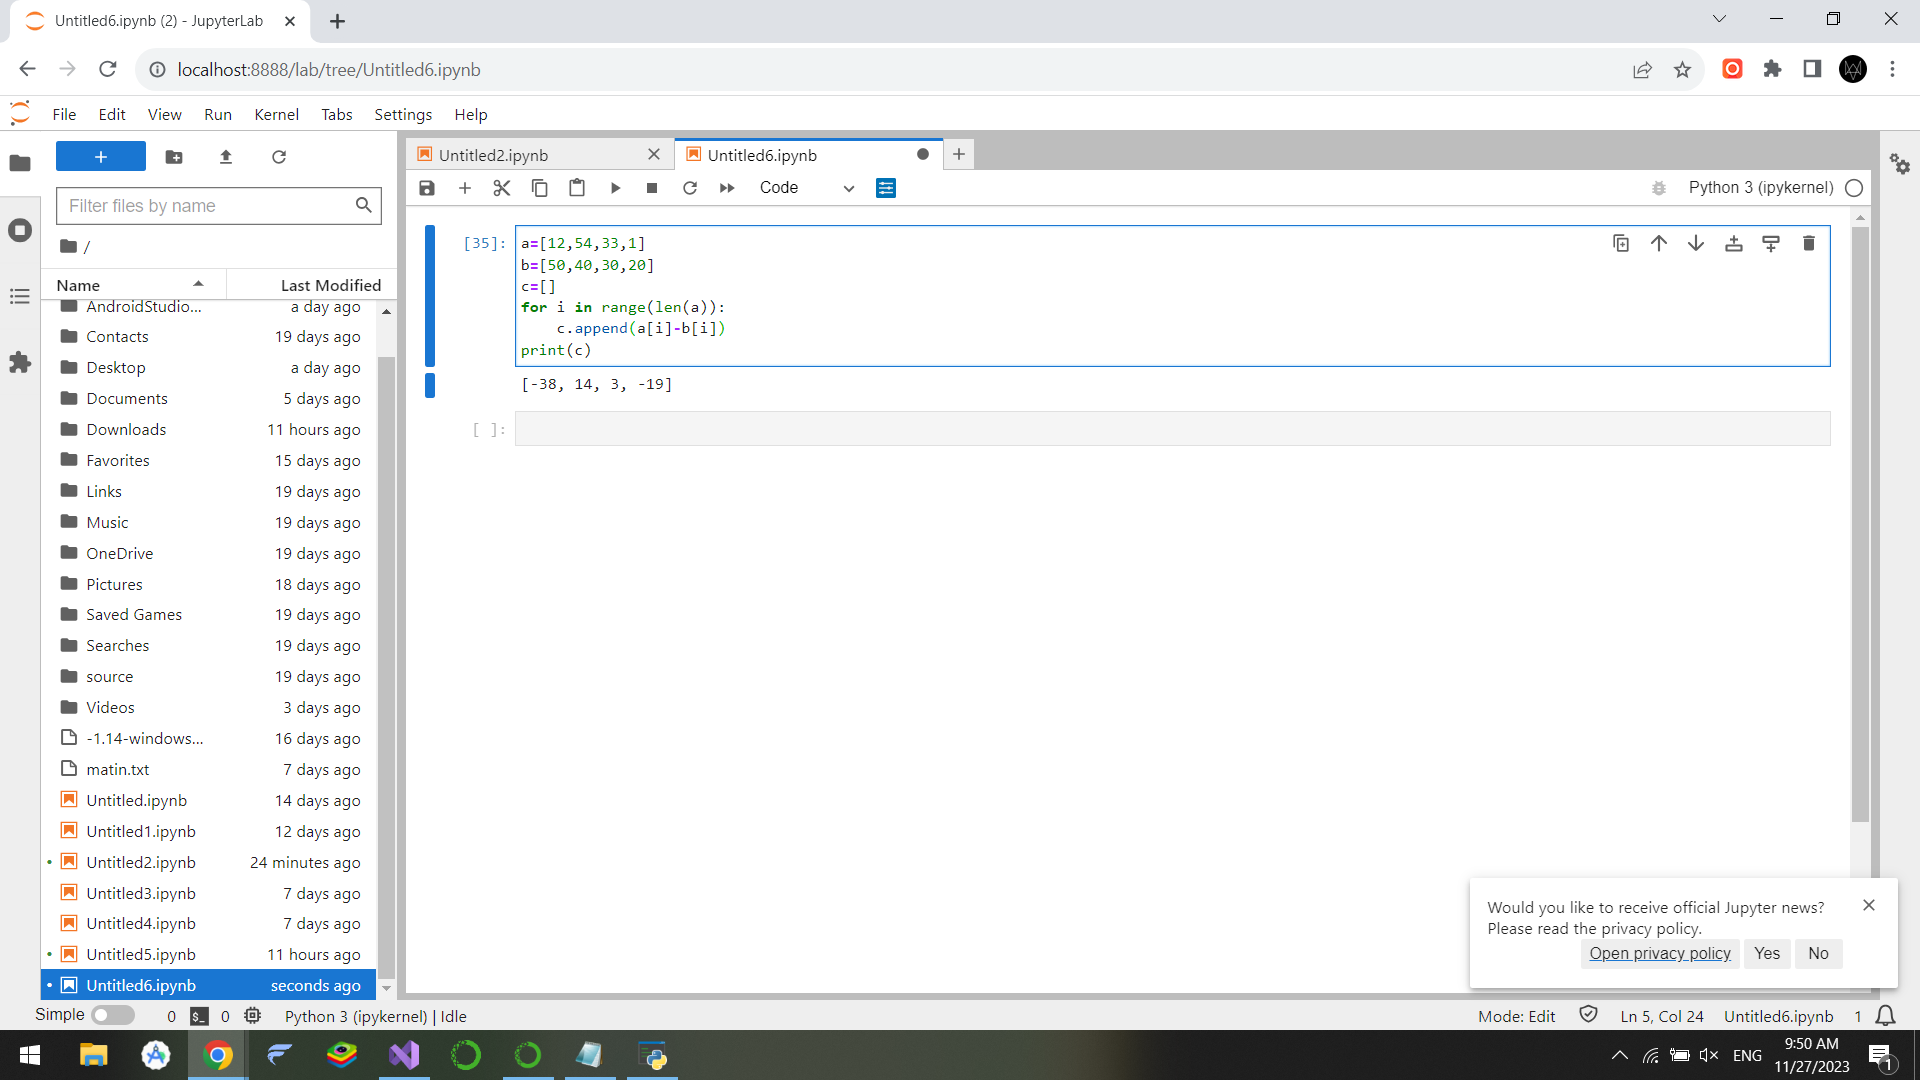 Untitled6.ipynb (2) - JupyterLab
localhost:8888/lab/tree/Untitled6.ipynb
File Edit View Run Kernel Tabs Settings Help
Untitled2.ipynb Untitled6.ipynb
Code Python 3 (ipykernel)
Filter files by name
/
Name Last Modified
AndroidStudio... a day ago
Contacts 19 days ago
Desktop a day ago
Documents 5 days ago
Downloads 11 hours ago
Favorites 15 days ago
Links 19 days ago
Music 19 days ago
OneDrive 19 days ago
Pictures 18 days ago
Saved Games 19 days ago
Searches 19 days ago
source 19 days ago
Videos 3 days ago
-1.14-windows... 16 days ago
matin.txt 7 days ago
Untitled.ipynb 14 days ago
Untitled1.ipynb 12 days ago
Untitled2.ipynb 24 minutes ago
Untitled3.ipynb 7 days ago
Untitled4.ipynb 7 days ago
Untitled5.ipynb 11 hours ago
Untitled6.ipynb seconds ago
[35]: a=[12,54,33,1]
b=[50,40,30,20]
c=[]
for i in range(len(a)):
    c.append(a[i]-b[i])
print(c)
[-38, 14, 3, -19]
[ ]:
Would you like to receive official Jupyter news?
Please read the privacy policy.
Open privacy policy Yes No
Simple 0 $_ 0 Python 3 (ipykernel) | Idle Mode: Edit Ln 5, Col 24 Untitled6.ipynb 1
ENG 9:50 AM
11/27/2023 1